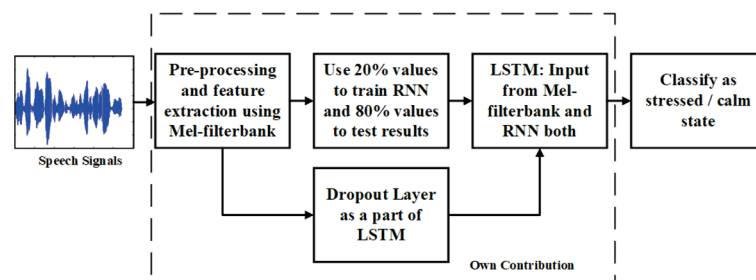 Pre-processing
and feature
extraction using
Mel-filterbank
Use 20% values
to train RNN
and 80% values
to test results
LSTM: Input
from Mel-
filterbank and
RNN both
Classify as
stressed / calm
state
Speech Signals
Dropout Layer
as a part of
LSTM
Own Contribution